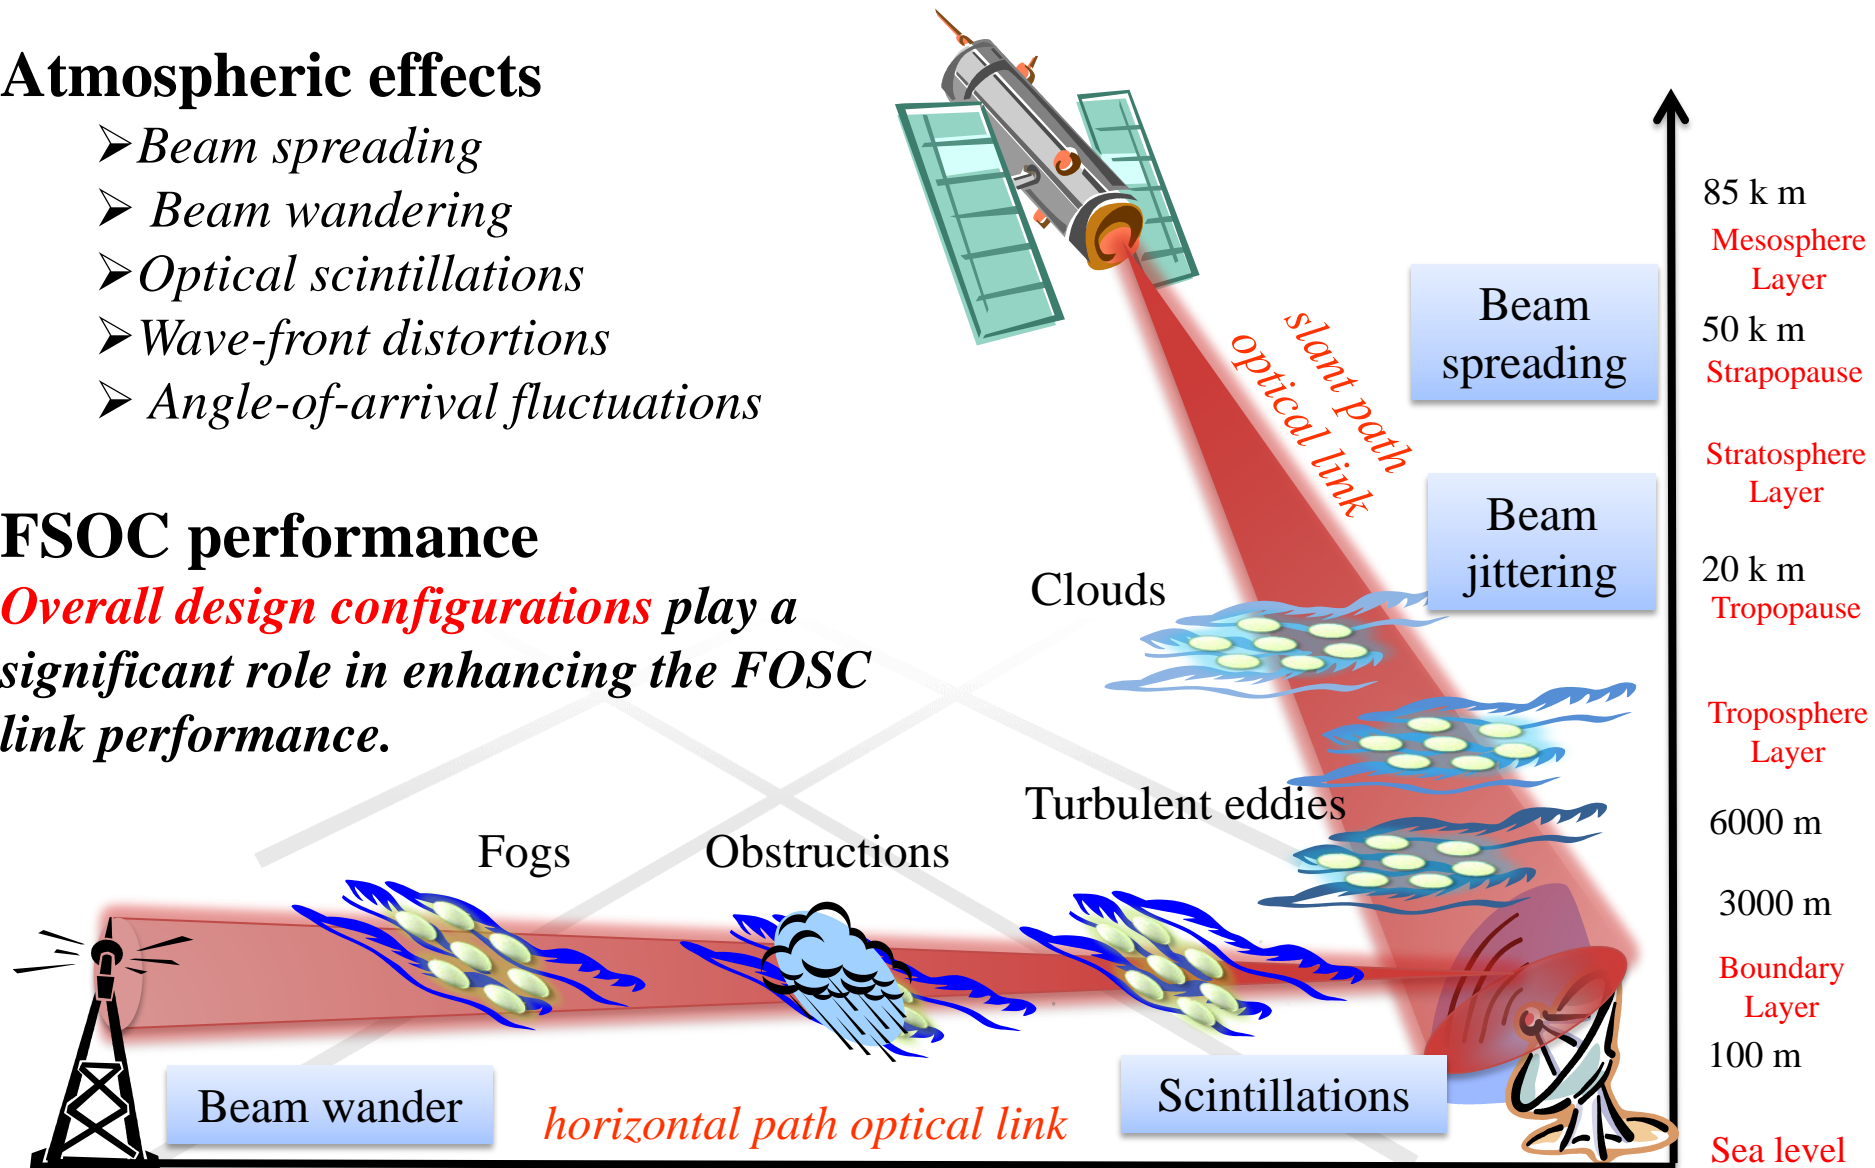 Atmospheric effects
➢Beam spreading
➢ Beam wandering
➢Optical scintillations
➢Wave-front distortions
➢ Angle-of-arrival fluctuations
FSOC performance
Overall design configurations play a
significant role in enhancing the FOSC
link performance.
slant path
optical link
Beam
spreading
Beam
jittering
Clouds
Turbulent eddies
Fogs
Obstructions
Beam wander
horizontal path optical link
Scintillations
85 k m
Mesosphere
Layer
50 k m
Strapopause
Stratosphere
Layer
20 k m
Tropopause
Troposphere
Layer
6000 m
3000 m
Boundary
Layer
100 m
Sea level